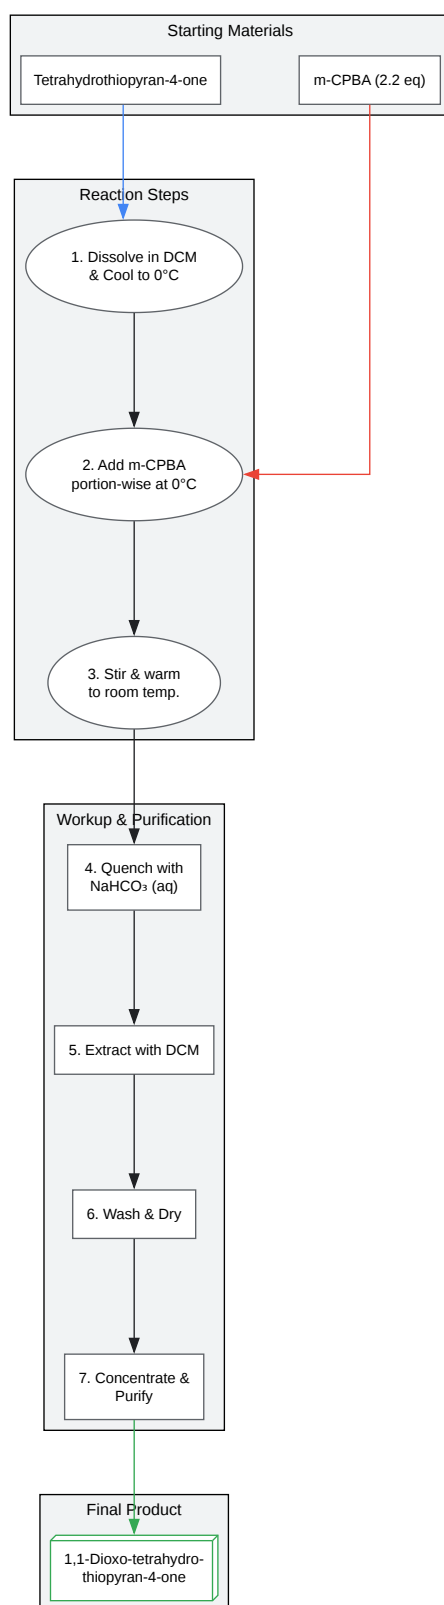 Starting Materials
Tetrahydrothiopyran-4-one
m-CPBA (2.2 eq)
Reaction Steps
1. Dissolve in DCM
& Cool to 0°C
2. Add m-CPBA
portion-wise at 0°C
3. Stir & warm
to room temp.
Workup & Purification
4. Quench with
NaHCO₃ (aq)
5. Extract with DCM
6. Wash & Dry
7. Concentrate &
Purify
Final Product
1,1-Dioxo-tetrahydro-
thiopyran-4-one